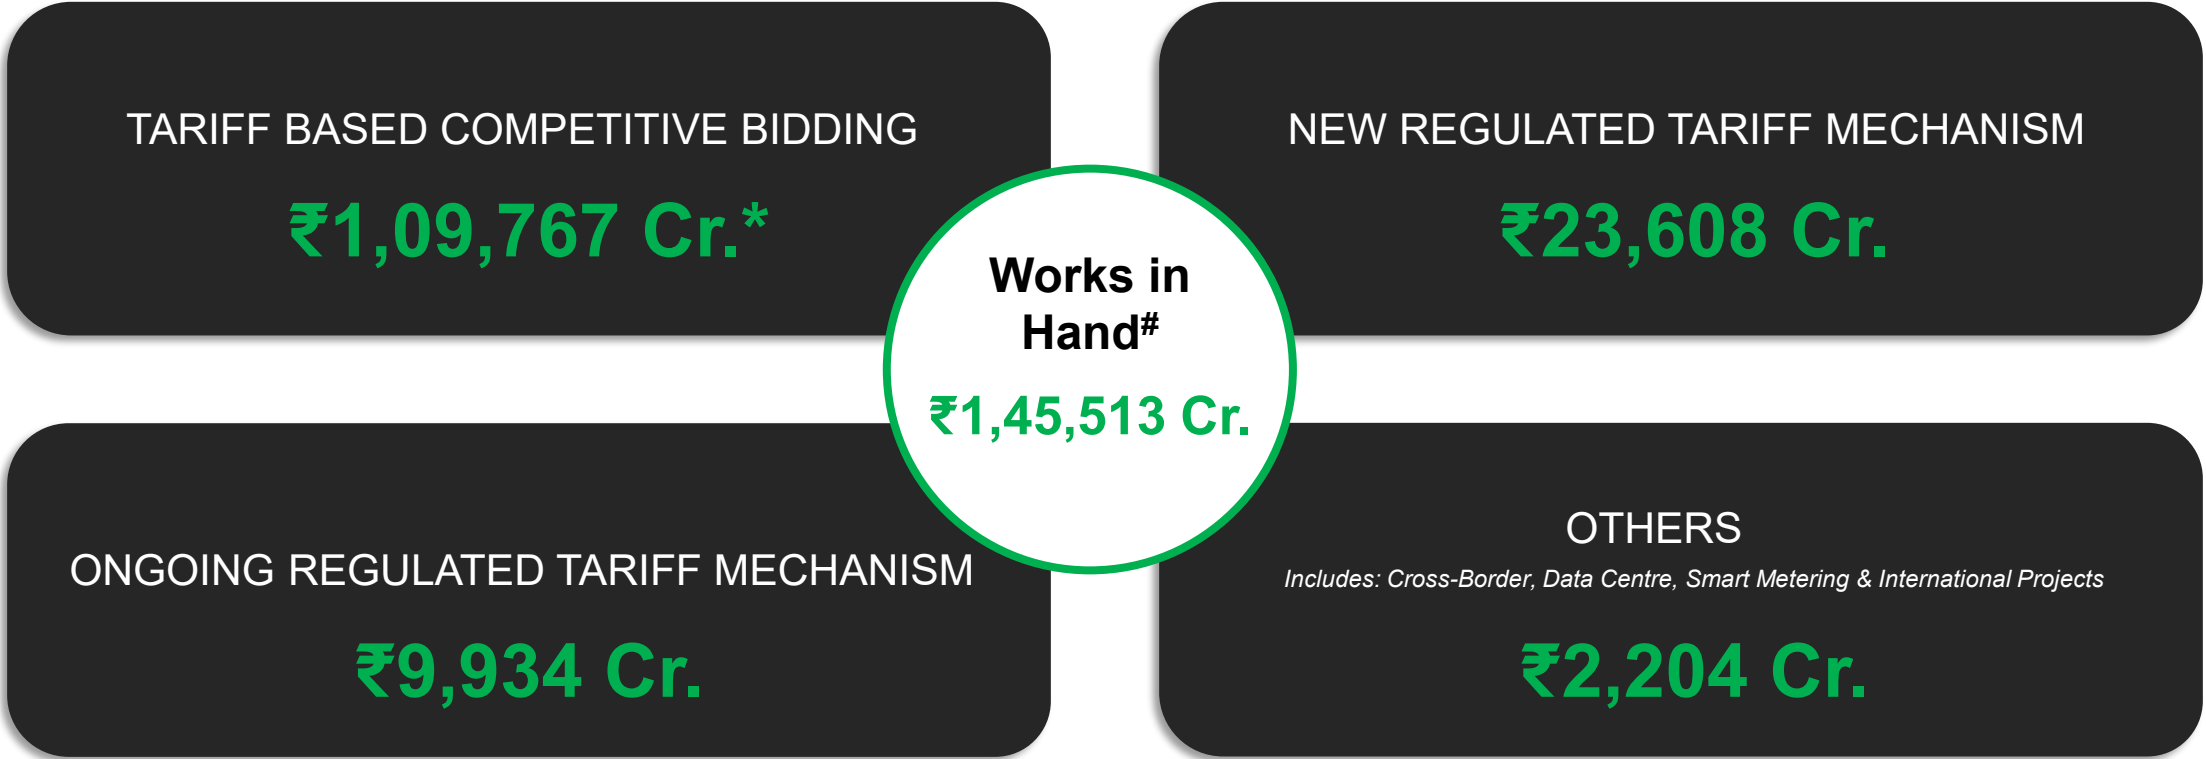 TARIFF BASED COMPETITIVE BIDDING
₹1,09,767 Cr.*
NEW REGULATED TARIFF MECHANISM
₹23,608 Cr.
Works in
Hand#
₹1,45,513 Cr.
ONGOING REGULATED TARIFF MECHANISM
₹9,934 Cr.
OTHERS
Includes: Cross-Border, Data Centre, Smart Metering & International Projects
₹2,204 Cr.